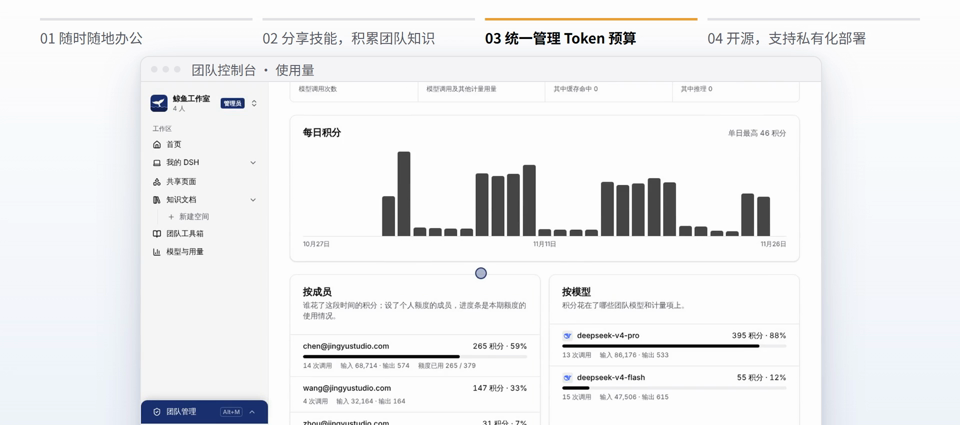 01 随时随地办公
02 分享技能，积累团队知识
03 统一管理 Token 预算
04 开源，支持私有化部署
团队控制台 · 使用量
鲸鱼工作室
4 人
管理员
工作区
首页
我的 DSH
共享页面
知识文档
+ 新建空间
团队工具箱
模型与用量
团队管理
Alt+M
模型调用次数
模型调用及其他计量用量
其中缓存命中 0
其中推理 0
每日积分
单日最高 46 积分
10月27日
11月11日
11月26日
按成员
谁花了这段时间的积分；设了个人额度的成员，进度条是本期额度的
使用情况。
chen@jingyustudio.com
265 积分 · 59%
14 次调用 输入 68,714 · 输出 574 额度已用 265 / 379
wang@jingyustudio.com
147 积分 · 33%
4 次调用 输入 32,164 · 输出 164
zhou@jingyustudio.com
31 积分 · 7%
按模型
积分花在了哪些团队模型和计量项上。
deepseek-v4-pro
395 积分 · 88%
13 次调用 输入 86,176 · 输出 533
deepseek-v4-flash
55 积分 · 12%
15 次调用 输入 47,506 · 输出 615